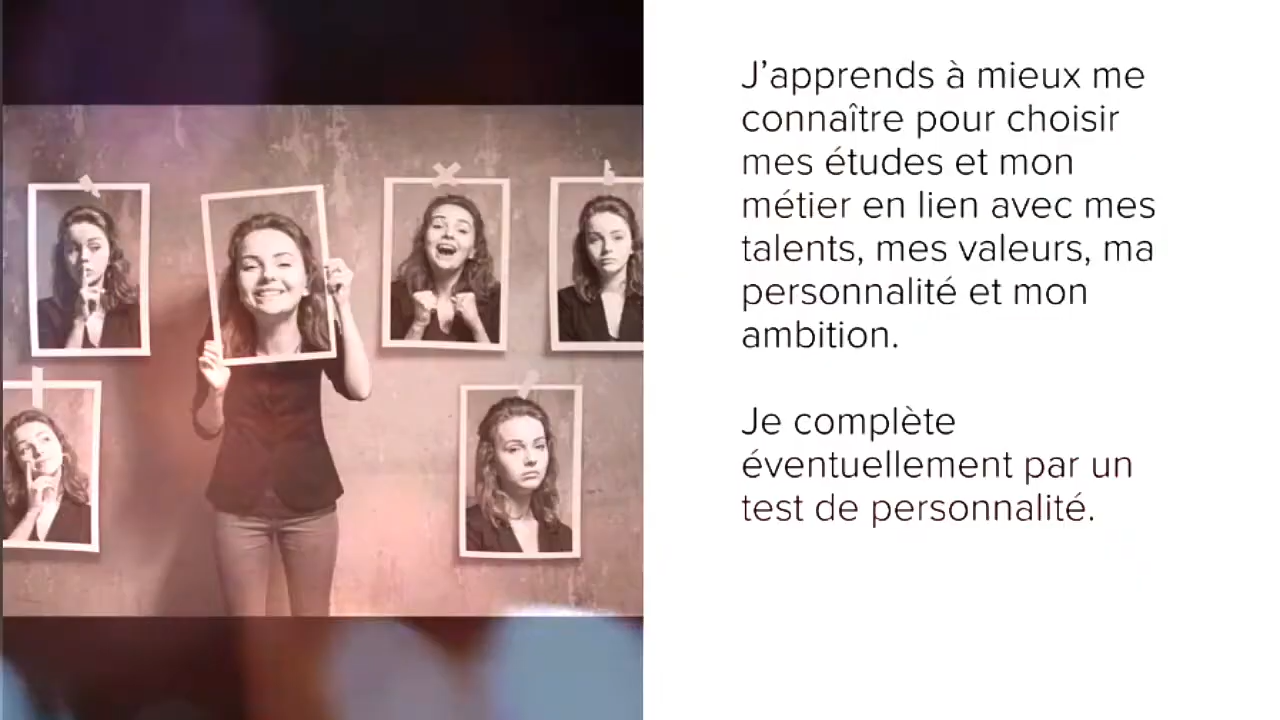 J’apprends à mieux me
connaître pour choisir
mes études et mon
métier en lien avec mes
talents, mes valeurs, ma
personnalité et mon
ambition.
Je complète
éventuellement par un
test de personnalité.